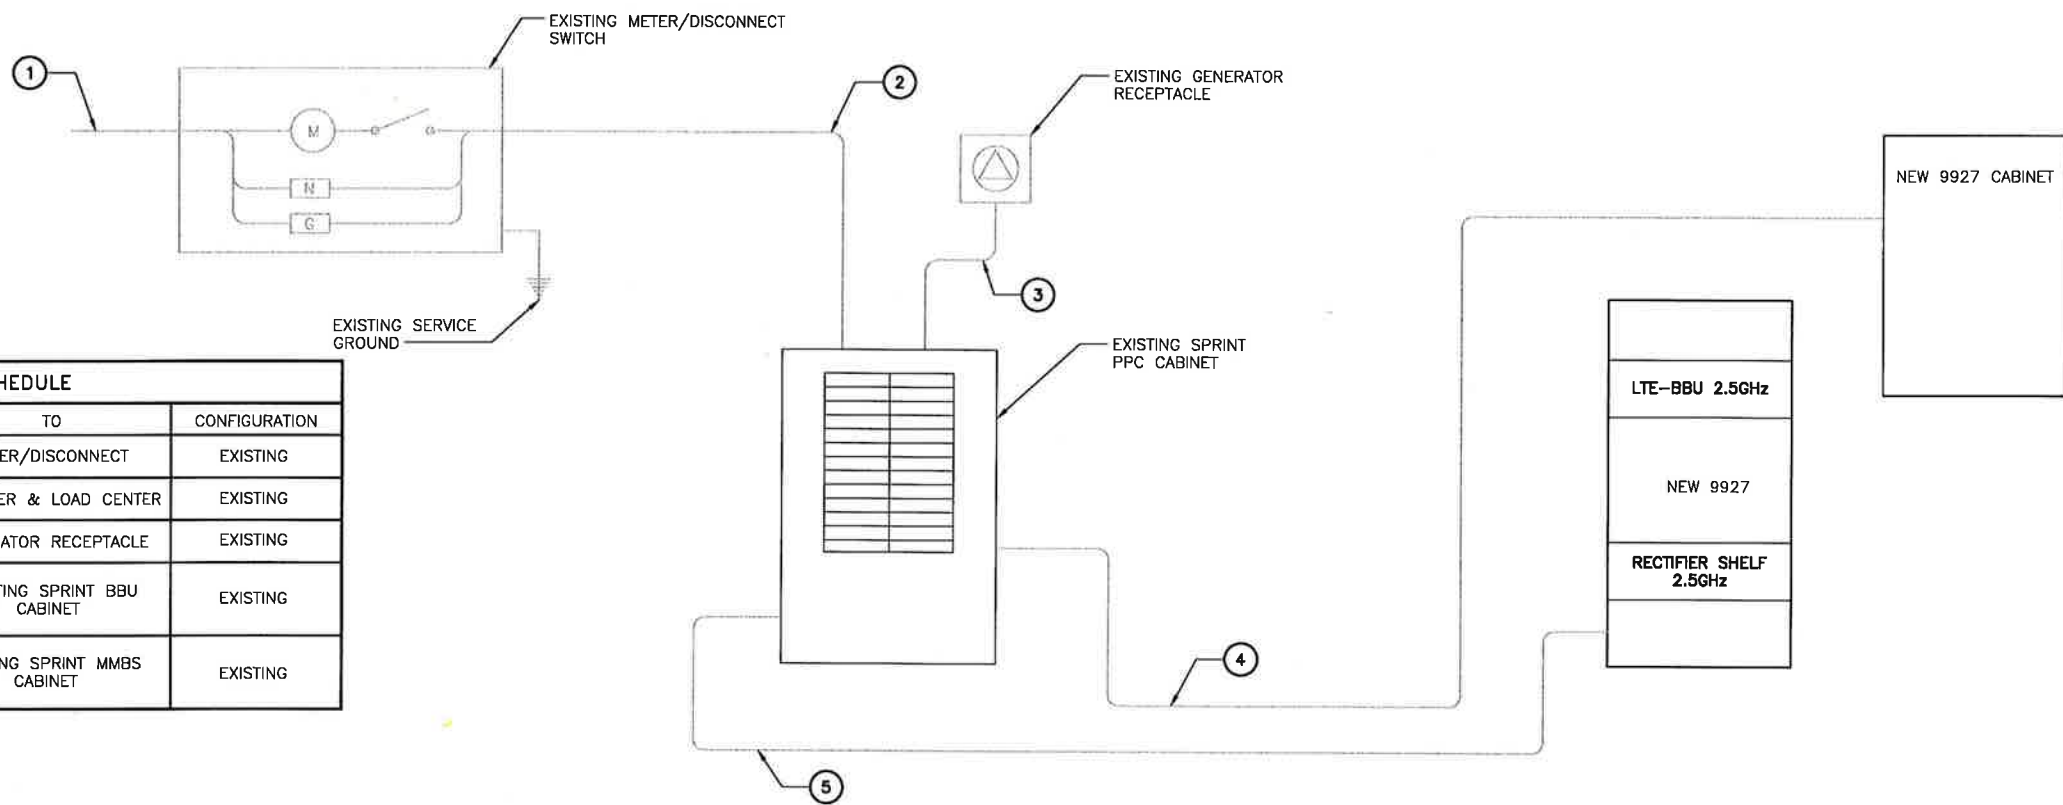 EXISTING METER/DISCONNECT
SWITCH
1
2
EXISTING GENERATOR
RECEPTACLE
M
N
G
NEW 9927 CABINET
3
EXISTING SERVICE
GROUND
EXISTING SPRINT
PPC CABINET
HEDULE
TO
CONFIGURATION
ER/DISCONNECT
EXISTING
ER & LOAD CENTER
EXISTING
ATOR RECEPTACLE
EXISTING
TING SPRINT BBU
CABINET
EXISTING
NG SPRINT MMBS
CABINET
EXISTING
LTE-BBU 2.5GHz
NEW 9927
RECTIFIER SHELF
2.5GHz
4
5